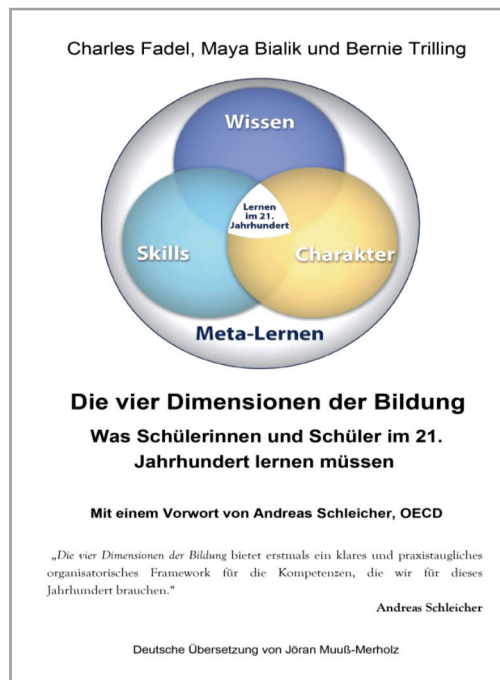 Charles Fadel, Maya Bialik und Bernie Trilling
Wissen
Lernen
im 21.
Jahrhundert
Skills
Charakter
Meta-Lernen
Die vier Dimensionen der Bildung
Was Schülerinnen und Schüler im 21.
Jahrhundert lernen müssen
Mit einem Vorwort von Andreas Schleicher, OECD
„Die vier Dimensionen der Bildung bietet erstmals ein klares und praxistaugliches
organisatorisches Framework für die Kompetenzen, die wir für dieses
Jahrhundert brauchen.“
Andreas Schleicher
Deutsche Übersetzung von Jöran Muuß-Merholz